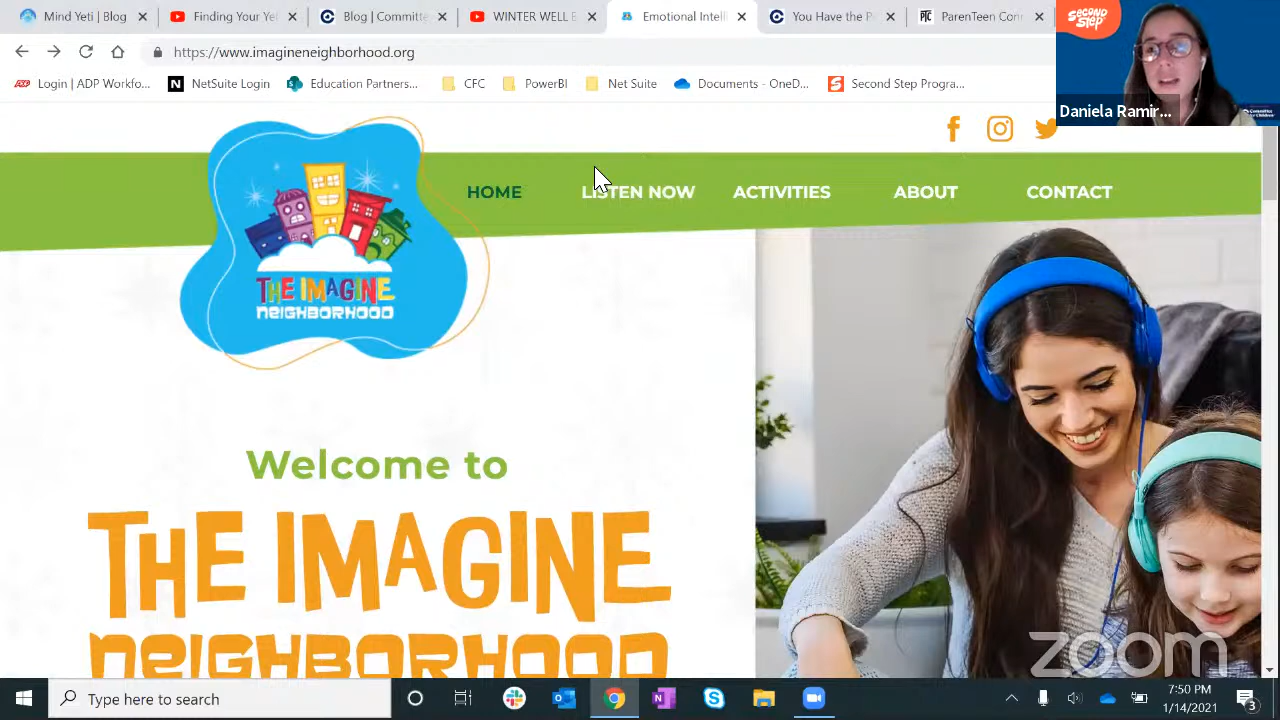 Mind Yeti | Blog
Finding Your Ye
Blog: Committe
WINTER WELL B
Emotional Intell
You Gave the P
ParenTeen Conn
Second Step
https://www.imagineneighborhood.org
Login | ADP Workfo...
NetSuite Login
Education Partners...
CFC
PowerBI
Net Suite
Documents - OneD...
Second Step Progra...
Daniela Ramir...
HOME
LISTEN NOW
ACTIVITIES
ABOUT
CONTACT
THE IMAGINE
NEIGHBORHOOD
Welcome to
THE IMAGINE
NEIGHBORHOOD
zoom
Type here to search
7:50 PM
1/14/2021
3